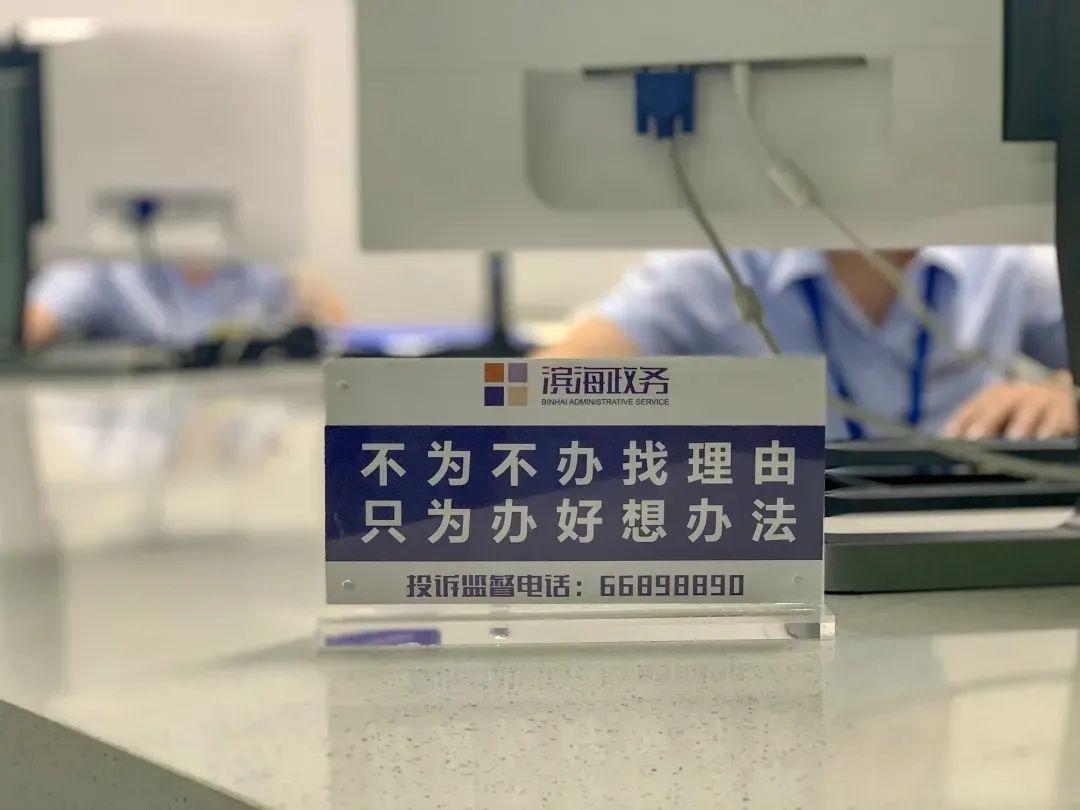 滨海政务
BINHAI ADMINISTRATIVE SERVICE
不为不办找理由
只为办好想办法
投诉监督电话：66898890